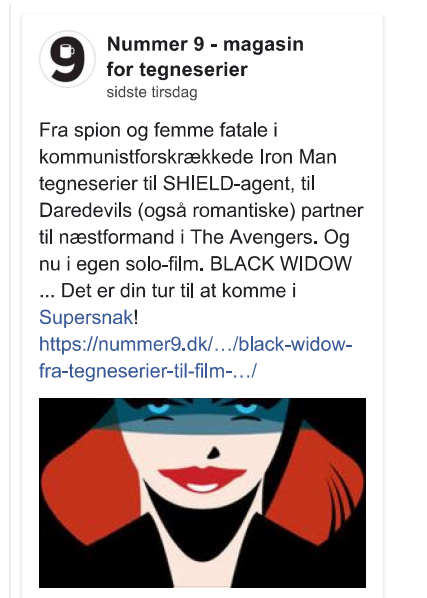 9
Nummer 9 - magasin
for tegneserier
sidste tirsdag
Fra spion og femme fatale i
kommunistforskrækkede Iron Man
tegneserier til SHIELD-agent, til
Daredevils (også romantiske) partner
til næstformand i The Avengers. Og
nu i egen solo-film. BLACK WIDOW
... Det er din tur til at komme i
Supersnak!
https://nummer9.dk/…/black-widow-
fra-tegneserier-til-film-…/